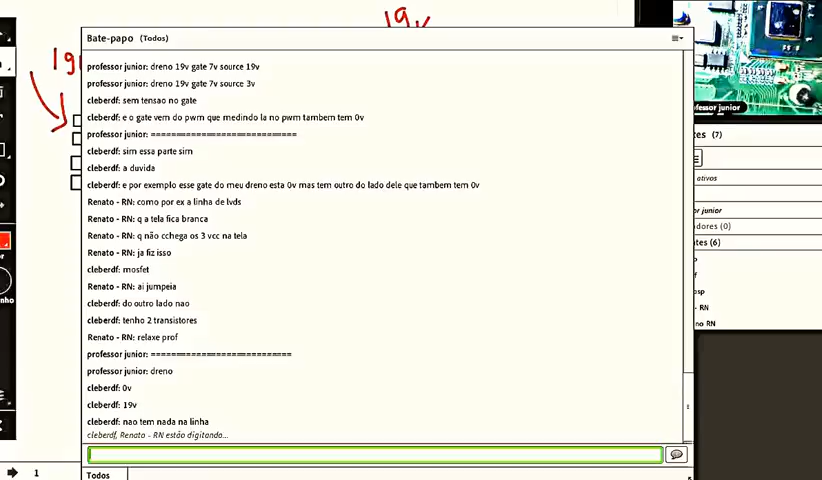 19v
19
Bate-papo (Todos)
professor junior: dreno 19v gate 7v source 19v
professor junior: dreno 19v gate 7v source 3v
cleberdf: sem tensao no gate
cleberdf: e o gate vem do pwm que medindo la no pwm tambem tem 0v
professor junior: ============================
cleberdf: sim essa parte sim
cleberdf: a duvida
cleberdf: e por exemplo esse gate do meu dreno esta 0v mas tem outro do lado dele que tambem tem 0v
Renato - RN: como por ex a linha de lvds
Renato - RN: q a tela fica branca
Renato - RN: q não cchega os 3 vcc na tela
Renato - RN: ja fiz isso
cleberdf: mosfet
Renato - RN: ai jumpeia
cleberdf: do outro lado nao
cleberdf: tenho 2 transistores
Renato - RN: relaxe prof
professor junior: ===========================
professor junior: dreno
cleberdf: 0v
cleberdf: 19v
cleberdf: nao tem nada na linha
cleberdf, Renato - RN estão digitando...
Todos
1
ofessor junior
tes (7)
ativos
or junior
dores (0)
ntes (6)
o
rf
osp
- RN
no RN
or
nho